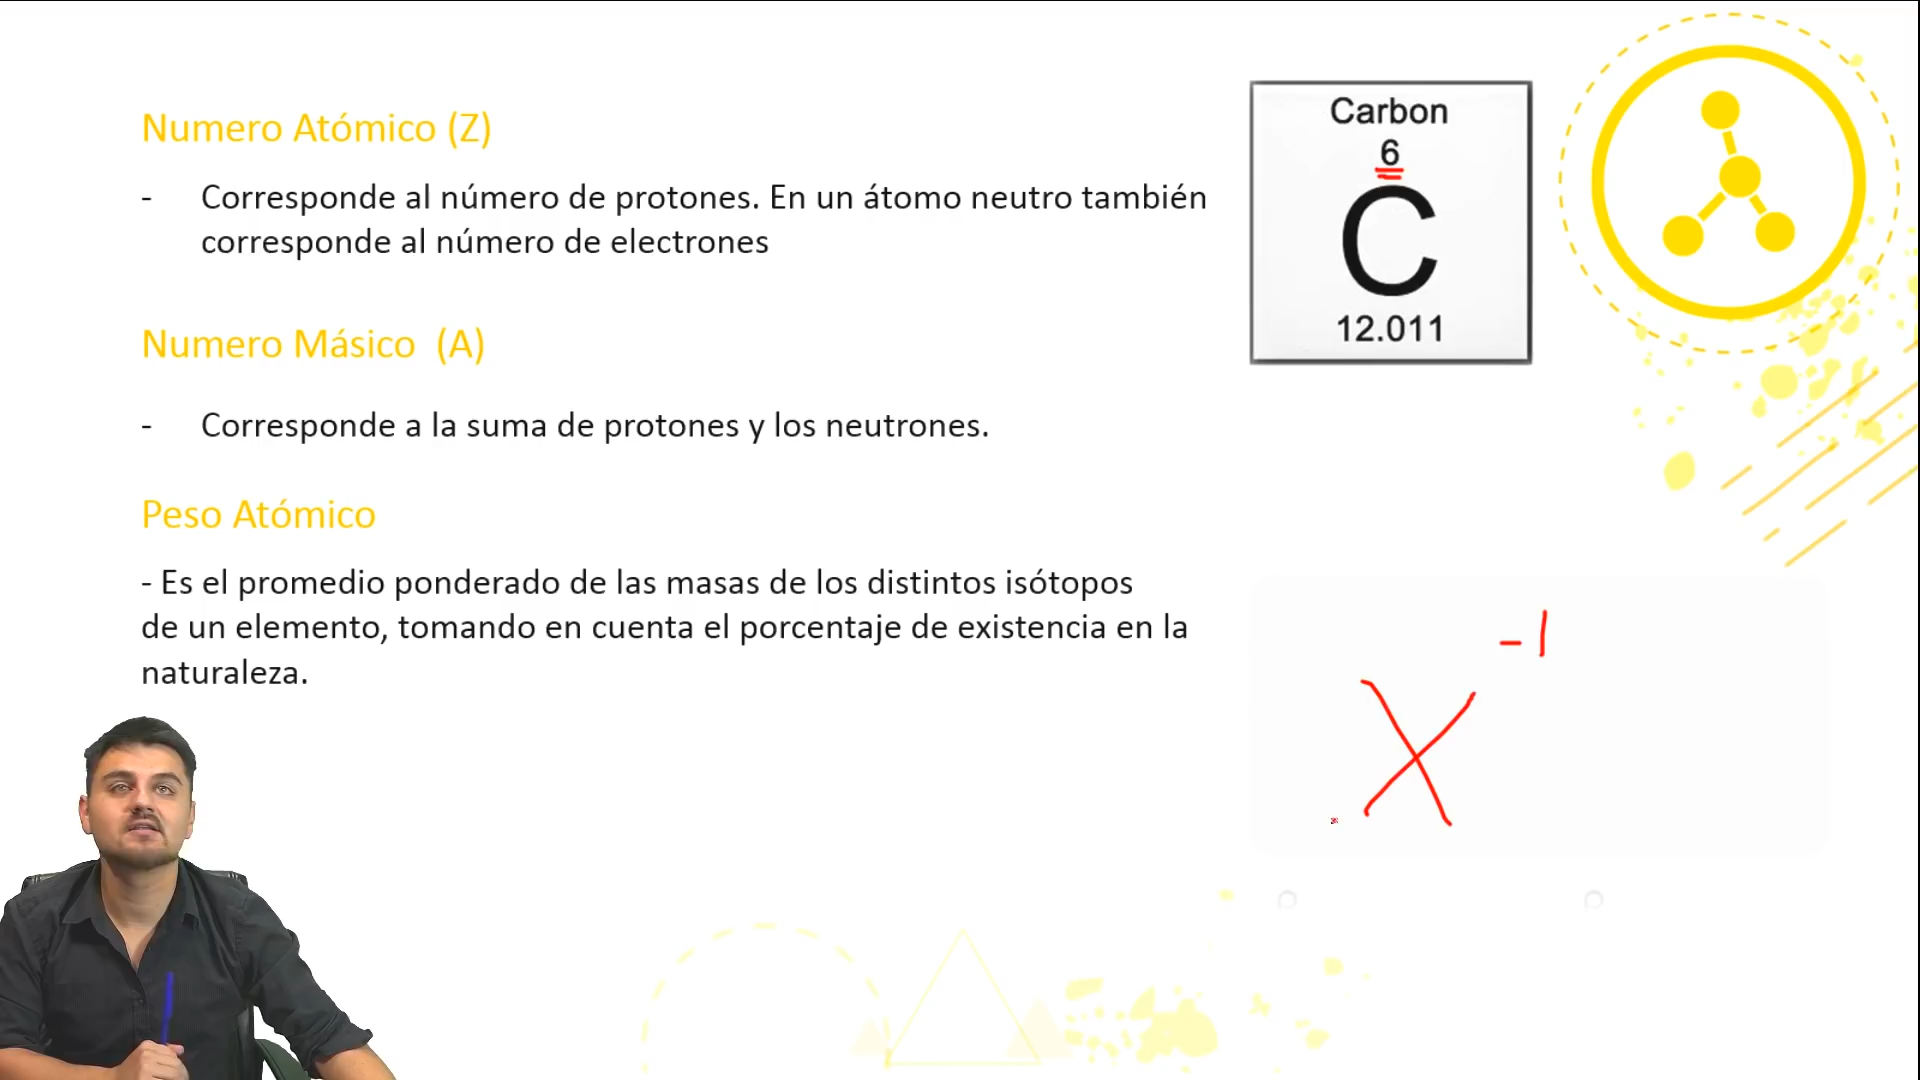 Numero Atómico (Z)
- Corresponde al número de protones. En un átomo neutro también
corresponde al número de electrones
Numero Másico (A)
- Corresponde a la suma de protones y los neutrones.
Peso Atómico
- Es el promedio ponderado de las masas de los distintos isótopos
de un elemento, tomando en cuenta el porcentaje de existencia en la
naturaleza.
Carbon
6
C
12.011
-1
X